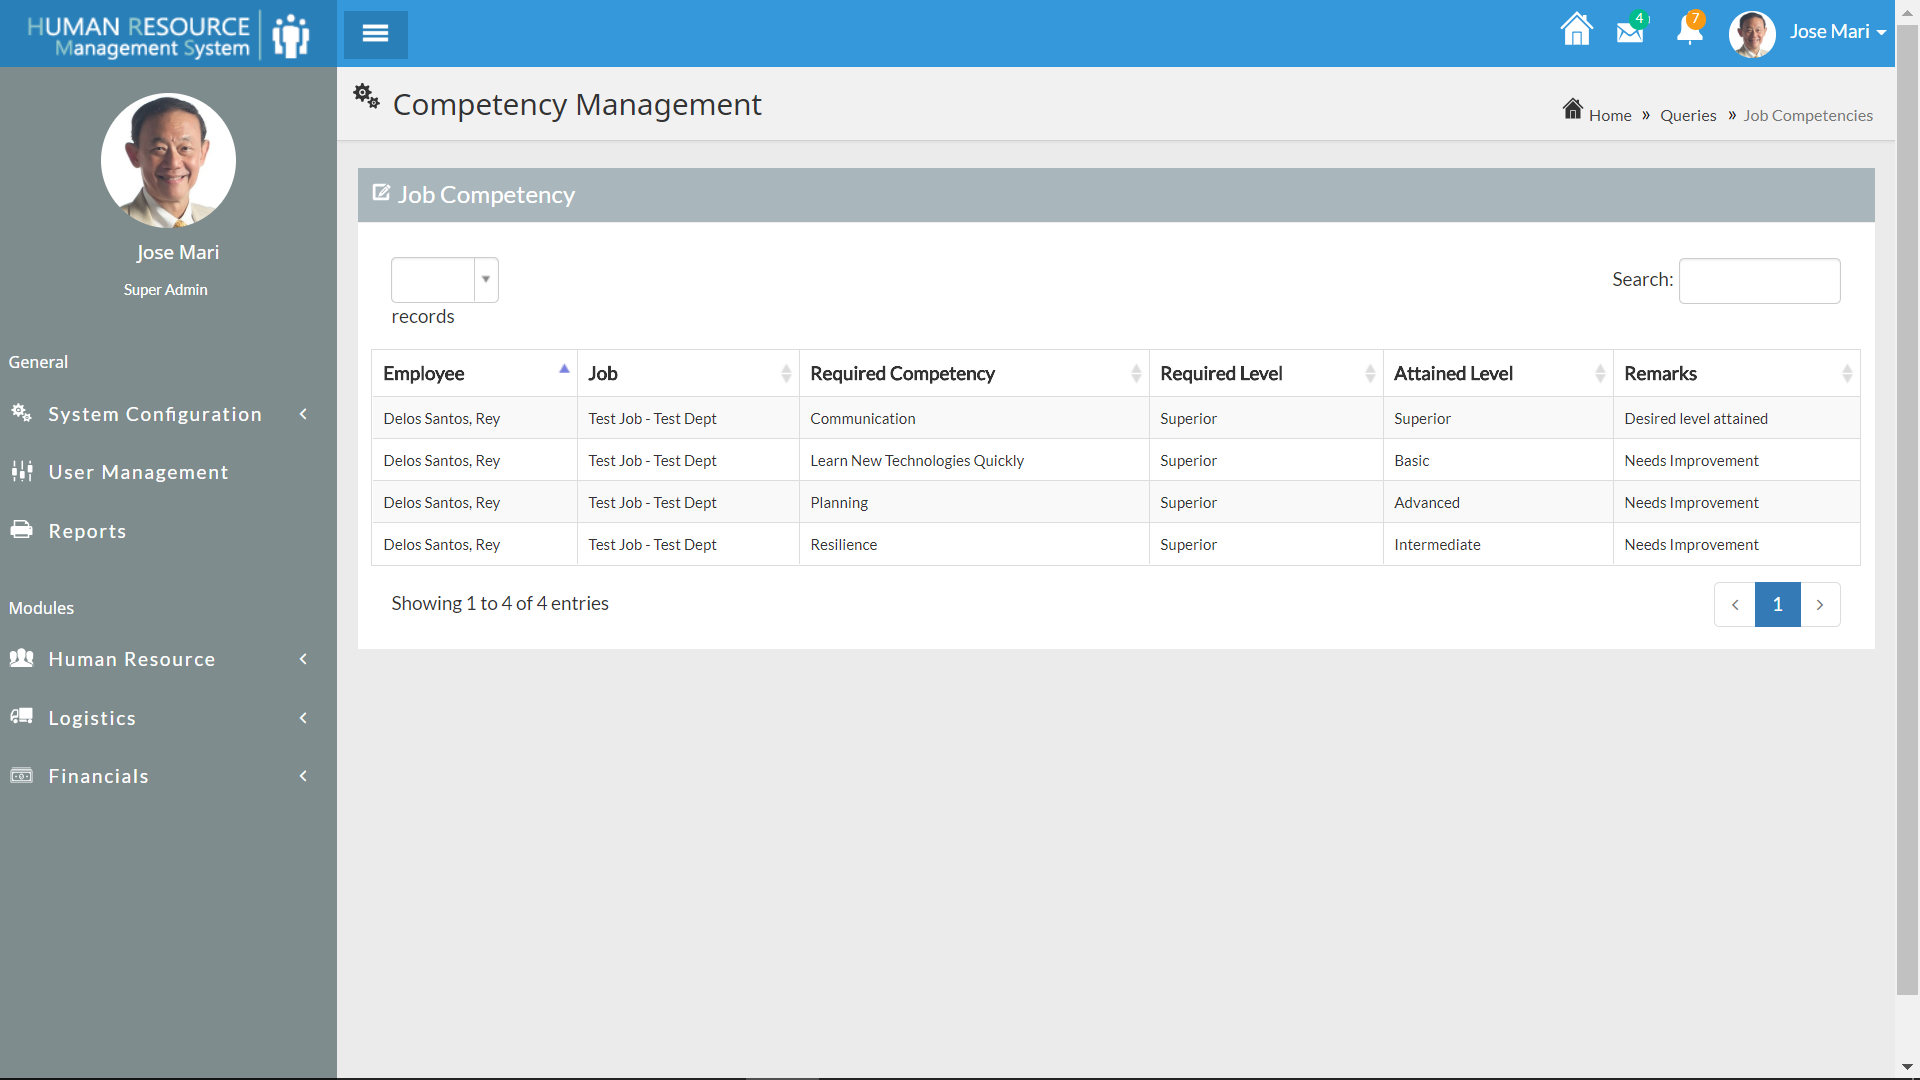 HUMAN RESOURCE
Management System
4
7
Jose Mari
Competency Management
Home » Queries » Job Competencies
Jose Mari
Super Admin
General
System Configuration
User Management
Reports
Modules
Human Resource
Logistics
Financials
Job Competency
records
Search:
Employee Job Required Competency Required Level Attained Level Remarks
Delos Santos, Rey Test Job - Test Dept Communication Superior Superior Desired level attained
Delos Santos, Rey Test Job - Test Dept Learn New Technologies Quickly Superior Basic Needs Improvement
Delos Santos, Rey Test Job - Test Dept Planning Superior Advanced Needs Improvement
Delos Santos, Rey Test Job - Test Dept Resilience Superior Intermediate Needs Improvement
Showing 1 to 4 of 4 entries
1